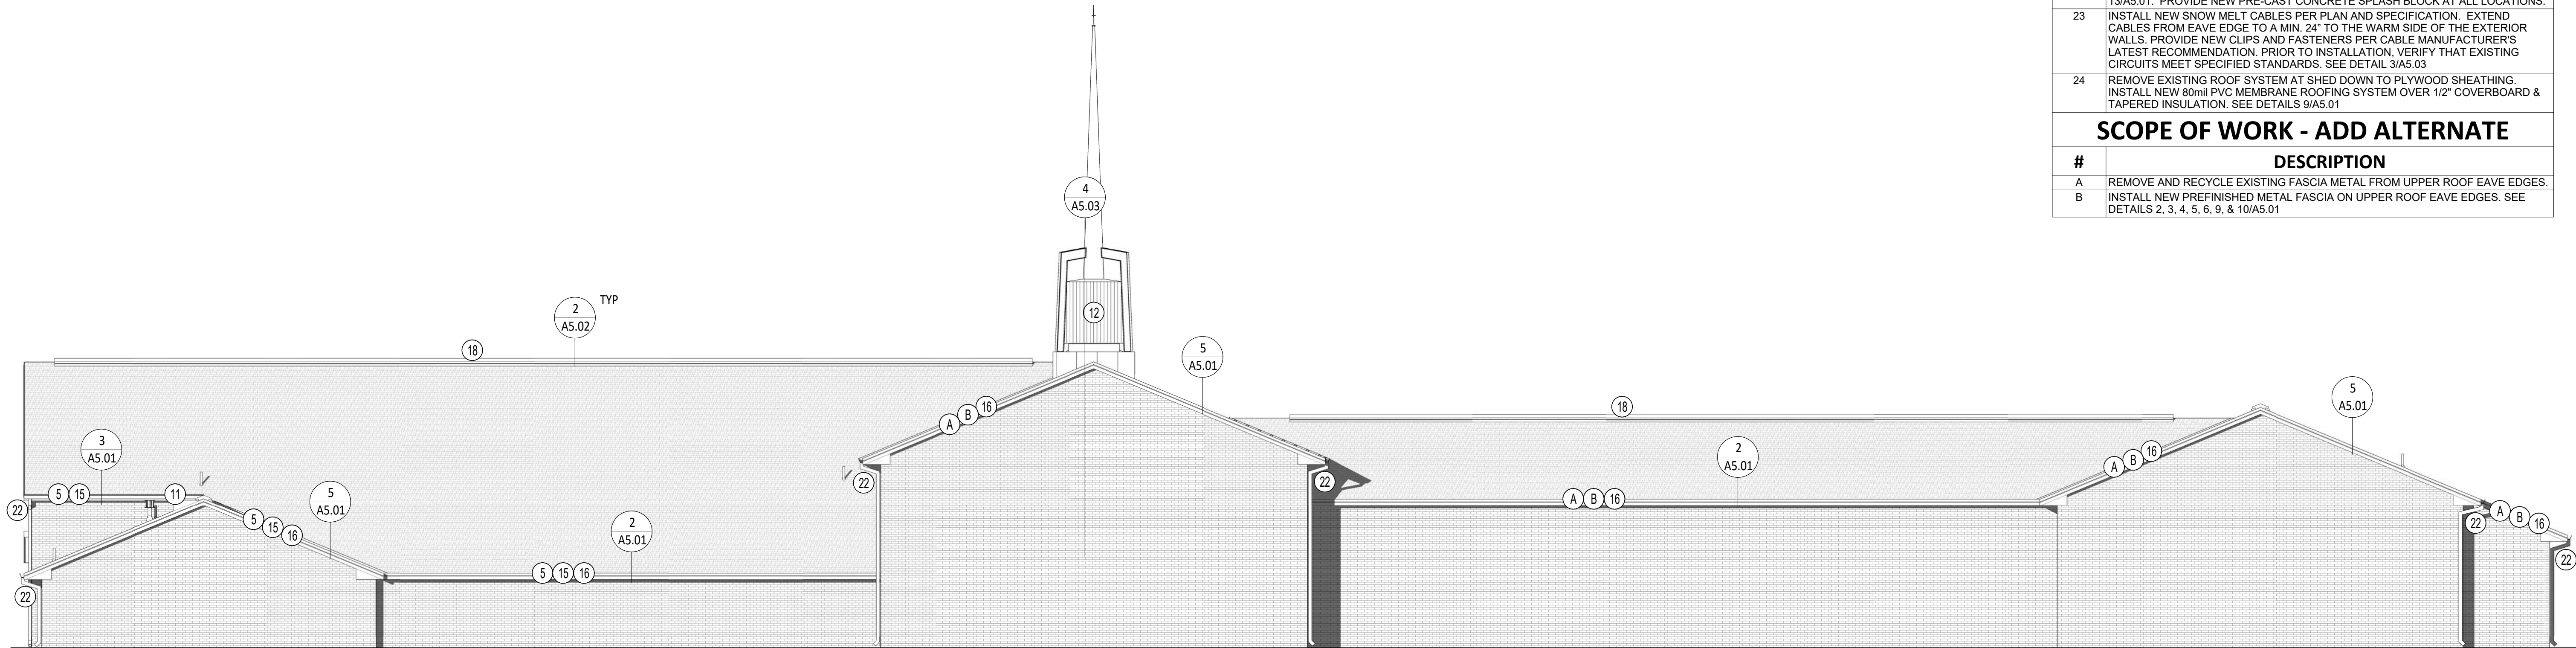 13/A5.01. PROVIDE NEW PRE-CAST CONCRETE SPLASH BLOCK AT ALL LOCATIONS.
23 INSTALL NEW SNOW MELT CABLES PER PLAN AND SPECIFICATION. EXTEND
CABLES FROM EAVE EDGE TO A MIN. 24" TO THE WARM SIDE OF THE EXTERIOR
WALLS. PROVIDE NEW CLIPS AND FASTENERS PER CABLE MANUFACTURER'S
LATEST RECOMMENDATION. PRIOR TO INSTALLATION, VERIFY THAT EXISTING
CIRCUITS MEET SPECIFIED STANDARDS. SEE DETAIL 3/A5.03
24 REMOVE EXISTING ROOF SYSTEM AT SHED DOWN TO PLYWOOD SHEATHING.
INSTALL NEW 80mil PVC MEMBRANE ROOFING SYSTEM OVER 1/2" COVERBOARD &
TAPERED INSULATION. SEE DETAILS 9/A5.01
SCOPE OF WORK - ADD ALTERNATE
# DESCRIPTION
A REMOVE AND RECYCLE EXISTING FASCIA METAL FROM UPPER ROOF EAVE EDGES.
B INSTALL NEW PREFINISHED METAL FASCIA ON UPPER ROOF EAVE EDGES. SEE
DETAILS 2, 3, 4, 5, 6, 9, & 10/A5.01
4
A5.03
2 TYP
A5.02
12
18
5
A5.01
5
A5.01
18
A B 16
3
A5.01
2
A5.01
A B 16
22
22
5 15 11
22
5
A5.01
5 15 16
2
A5.01
A B 16
A B 16
22
5 15 16
22
22